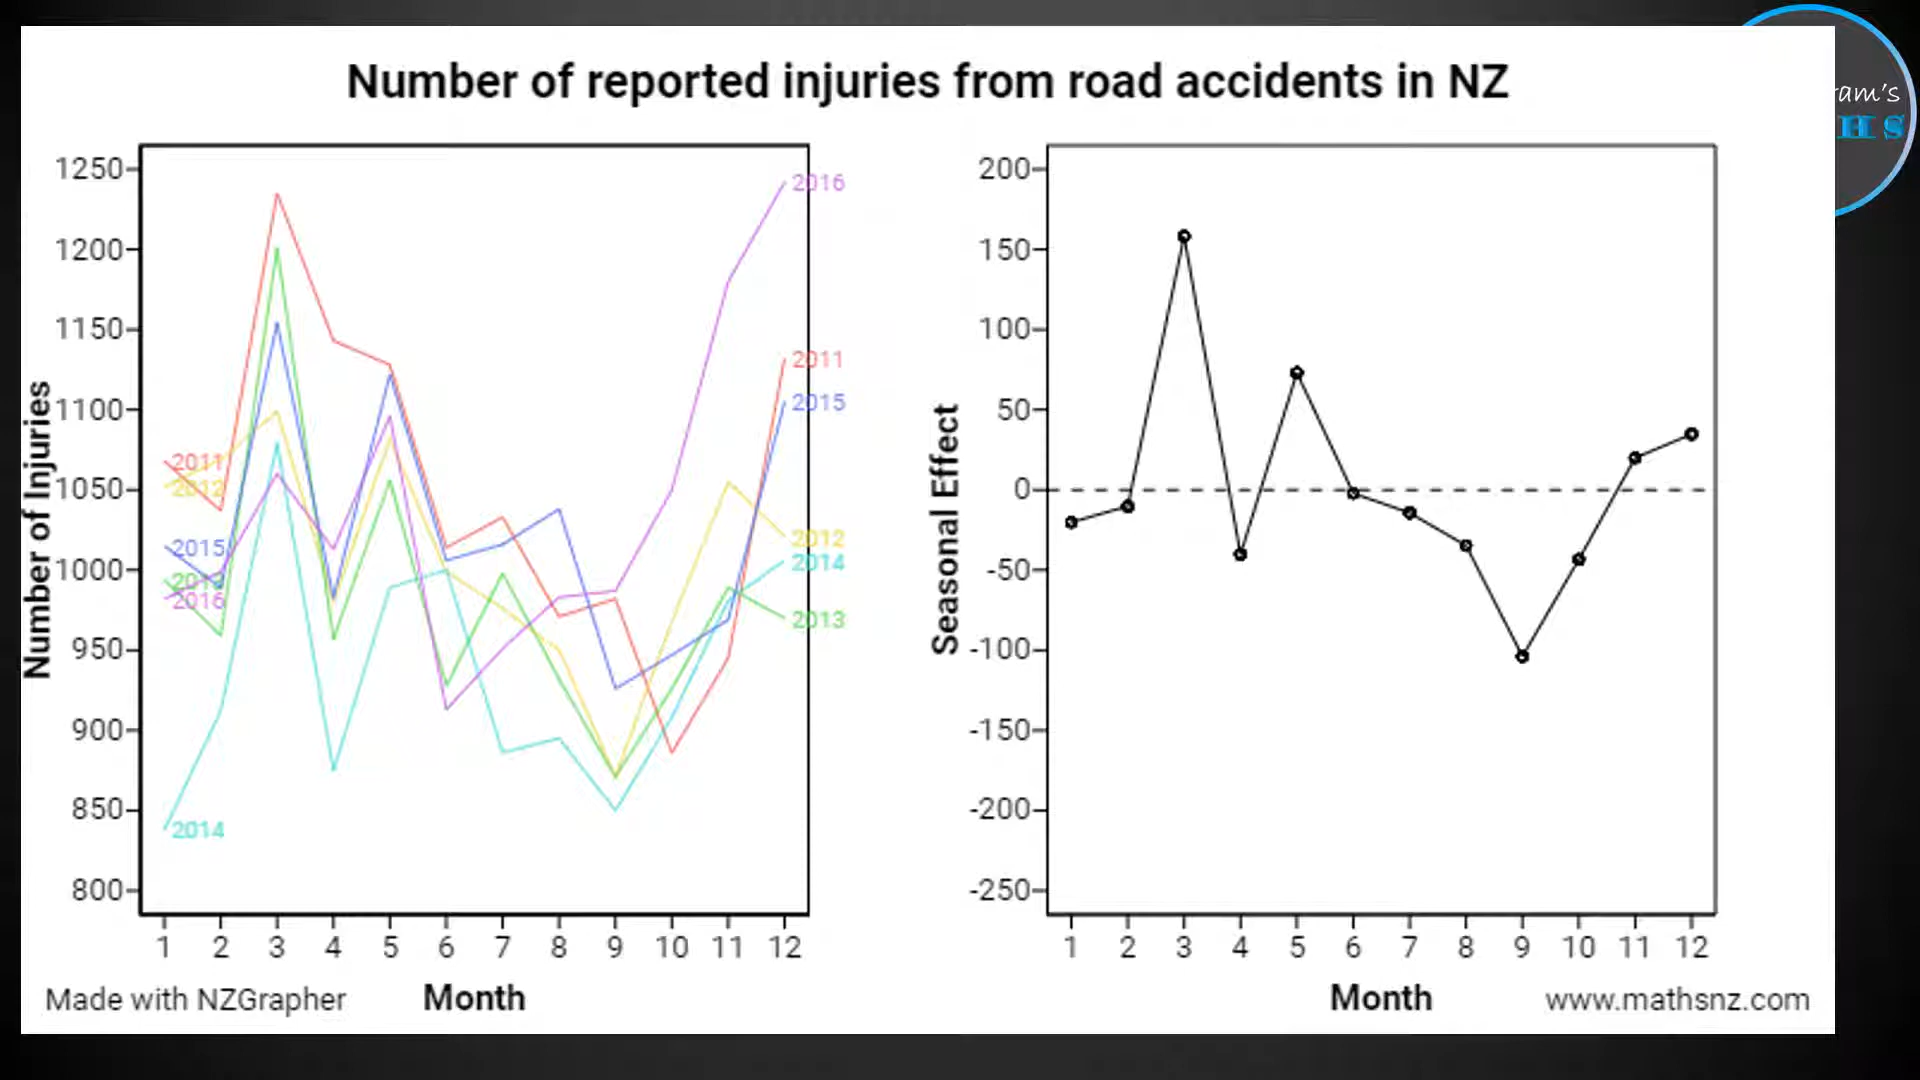 Number of reported injuries from road accidents in NZ
ram's
HS
Number of Injuries
1250
1200
1150
1100
1050
1000
950
900
850
800
2011
2012
2015
2016
2014
2016
2011
2015
2012
2014
2013
1 2 3 4 5 6 7 8 9 10 11 12
Month
Made with NZGrapher
Seasonal Effect
200
150
100
50
0
-50
-100
-150
-200
-250
1 2 3 4 5 6 7 8 9 10 11 12
Month
www.mathsnz.com